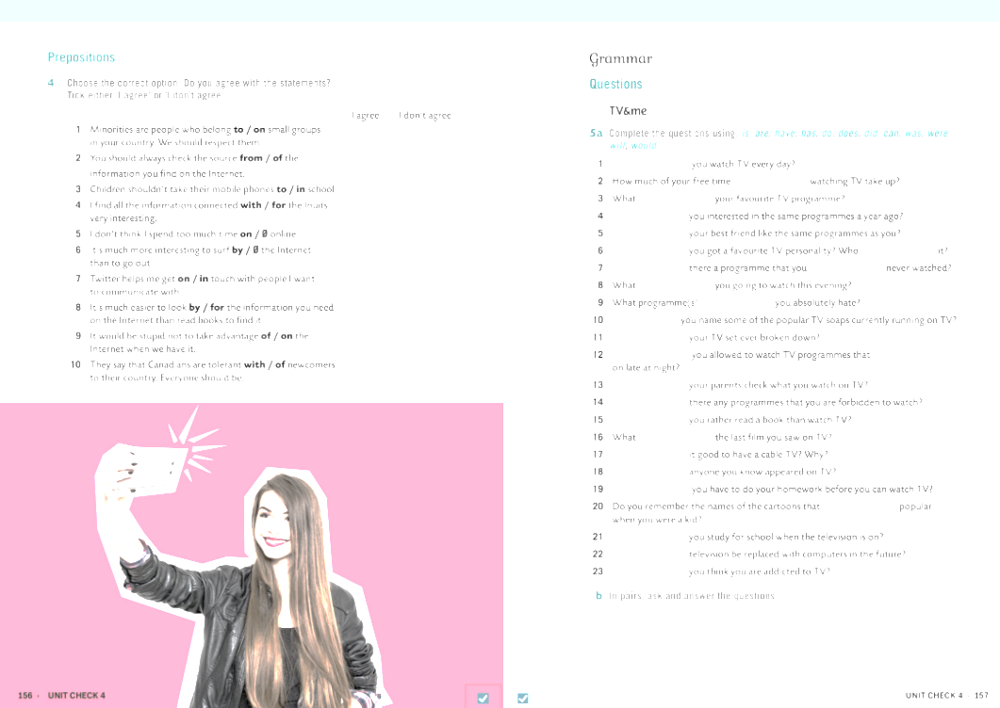 Prepositions
4 Choose the correct option. Do you agree with the statements?
Tick either 'I agree' or 'I don't agree'.
I agree I don't agree
1 Minorities are people who belong to / on small groups
in your country. We should respect them.
2 You should always check the source from / of the
information you find on the Internet.
3 Children shouldn't take their mobile phones to / in school.
4 I find all the information connected with / for the Inuits
very interesting.
5 I don't think I spend too much time on / Ø online.
6 It's much more interesting to surf by / Ø the Internet
than to go out.
7 Twitter helps me get on / in touch with people I want
to communicate with.
8 It's much easier to look by / for the information you need
on the Internet than read books to find it.
9 It would be stupid not to take advantage of / on the
Internet when we have it.
10 They say that Canadians are tolerant with / of newcomers
to their country. Everyone should be.
156 · UNIT CHECK 4
Grammar
Questions
TV&me
5a Complete the questions using: is, are, have, has, do, does, did, can, was, were,
will, would.
1 you watch TV every day?
2 How much of your free time watching TV take up?
3 What your favourite TV programme?
4 you interested in the same programmes a year ago?
5 your best friend like the same programmes as you?
6 you got a favourite TV personality? Who it?
7 there a programme that you never watched?
8 What you going to watch this evening?
9 What programme(s) you absolutely hate?
10 you name some of the popular TV soaps currently running on TV?
11 your TV set ever broken down?
12 you allowed to watch TV programmes that
on late at night?
13 your parents check what you watch on TV?
14 there any programmes that you are forbidden to watch?
15 you rather read a book than watch TV?
16 What the last film you saw on TV?
17 it good to have a cable TV? Why?
18 anyone you know appeared on TV?
19 you have to do your homework before you can watch TV?
20 Do you remember the names of the cartoons that popular
when you were a kid?
21 you study for school when the television is on?
22 television be replaced with computers in the future?
23 you think you are addicted to TV?
b In pairs, ask and answer the questions.
UNIT CHECK 4 · 157